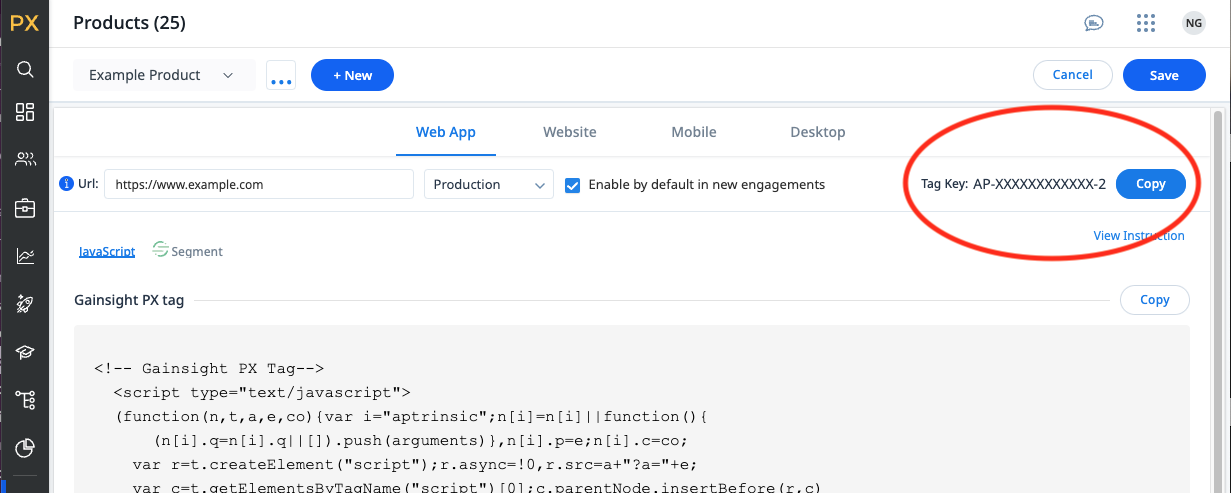 PX
Products (25)
NG
Example Product
...
+ New
Cancel
Save
Web App
Website
Mobile
Desktop
i Url: https://www.example.com
Production
Enable by default in new engagements
Tag Key: AP-XXXXXXXXXXXX-2
Copy
View Instruction
JavaScript
Segment
Gainsight PX tag
Copy
<!-- Gainsight PX Tag-->
<script type="text/javascript">
(function(n,t,a,e,co){var i="aptrinsic";n[i]=n[i]||function(){
(n[i].q=n[i].q||[]).push(arguments)},n[i].p=e;n[i].c=co;
var r=t.createElement("script");r.async=!0,r.src=a+"?a="+e;
var c=t.getElementsByTagName("script")[0];c.parentNode.insertBefore(r,c)